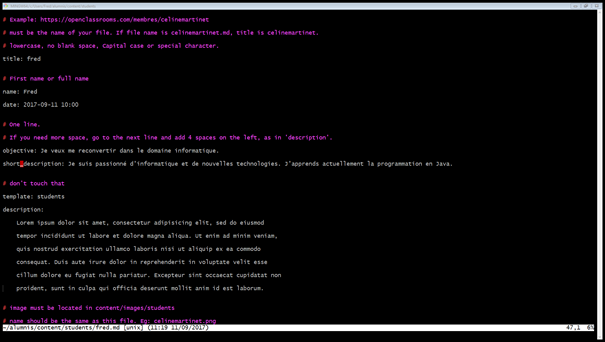 # Example: https://openclassrooms.com/membres/celinemartinet
# must be the name of your file. If file name is celinemartinet.md, title is celinemartinet.
# lowercase, no blank space, Capital case or special character.
title: fred
# First name or full name
name: Fred
date: 2017-09-11 10:00
# One line.
# If you need more space, go to the next line and add 4 spaces on the left, as in 'description'.
objective: Je veux me reconvertir dans le domaine informatique.
short description: Je suis passionné d'informatique et de nouvelles technologies. J'apprends actuellement la programmation en Java.
# don't touch that
template: students
description:
Lorem ipsum dolor sit amet, consectetur adipisicing elit, sed do eiusmod
tempor incididunt ut labore et dolore magna aliqua. Ut enim ad minim veniam,
quis nostrud exercitation ullamco laboris nisi ut aliquip ex ea commodo
consequat. Duis aute irure dolor in reprehenderit in voluptate velit esse
cillum dolore eu fugiat nulla pariatur. Excepteur sint occaecat cupidatat non
proident, sunt in culpa qui officia deserunt mollit anim id est laborum.
# image must be located in content/images/students
# name should be the same as this file. Eg: celinemartinet.png
~/alumnis/content/students/fred.md [unix] (11:19 11/09/2017) 47,1 6%